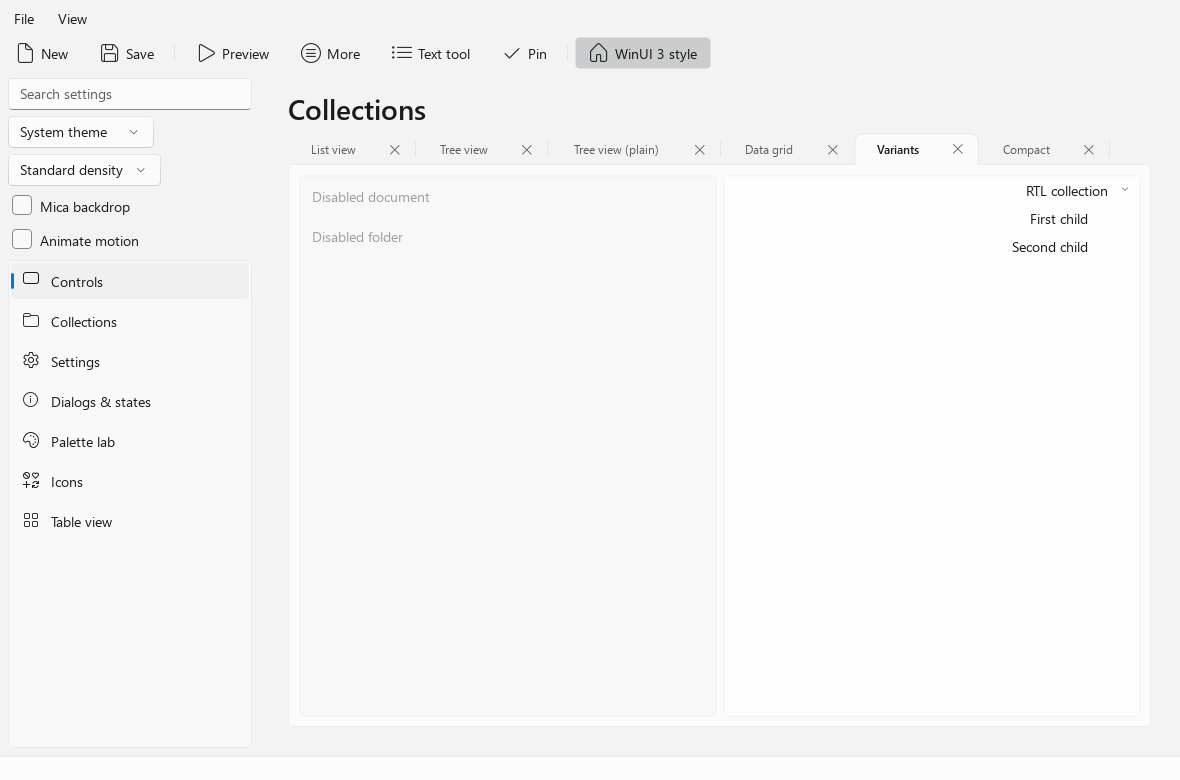 File View
New Save Preview More Text tool Pin WinUI 3 style
Search settings
System theme
Standard density
Mica backdrop
Animate motion
Controls
Collections
Settings
Dialogs & states
Palette lab
Icons
Table view
Collections
List view Tree view Tree view (plain) Data grid Variants Compact
Disabled document
Disabled folder
RTL collection
First child
Second child